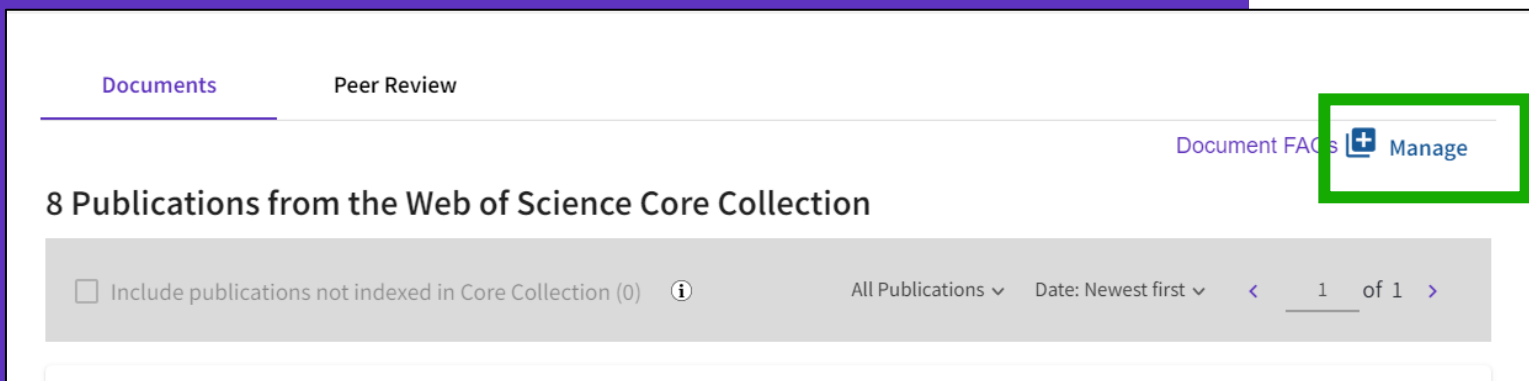 Documents Peer Review
Document FAQs Manage
8 Publications from the Web of Science Core Collection
Include publications not indexed in Core Collection (0) i All Publications Date: Newest first < 1 of 1 >